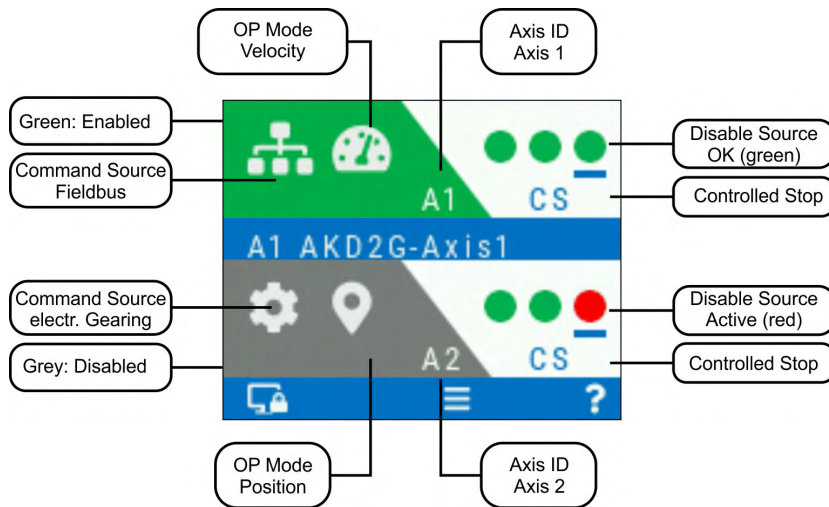 OP Mode
Velocity
Axis ID
Axis 1
Green: Enabled
Disable Source
OK (green)
Command Source
Fieldbus
A1
CS
Controlled Stop
A1 AKD2G-Axis1
Command Source
electr. Gearing
Disable Source
Active (red)
Grey: Disabled
A2
CS
Controlled Stop
?
OP Mode
Position
Axis ID
Axis 2